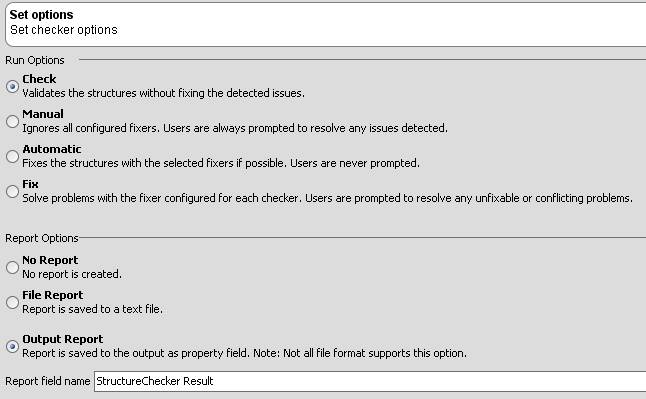 Set options
Set checker options
Run Options
Check
Validates the structures without fixing the detected issues.
Manual
Ignores all configured fixers. Users are always prompted to resolve any issues detected.
Automatic
Fixes the structures with the selected fixers if possible. Users are never prompted.
Fix
Solve problems with the fixer configured for each checker. Users are prompted to resolve any unfixable or conflicting problems.
Report Options
No Report
No report is created.
File Report
Report is saved to a text file.
Output Report
Report is saved to the output as property field. Note: Not all file format supports this option.
Report field name StructureChecker Result